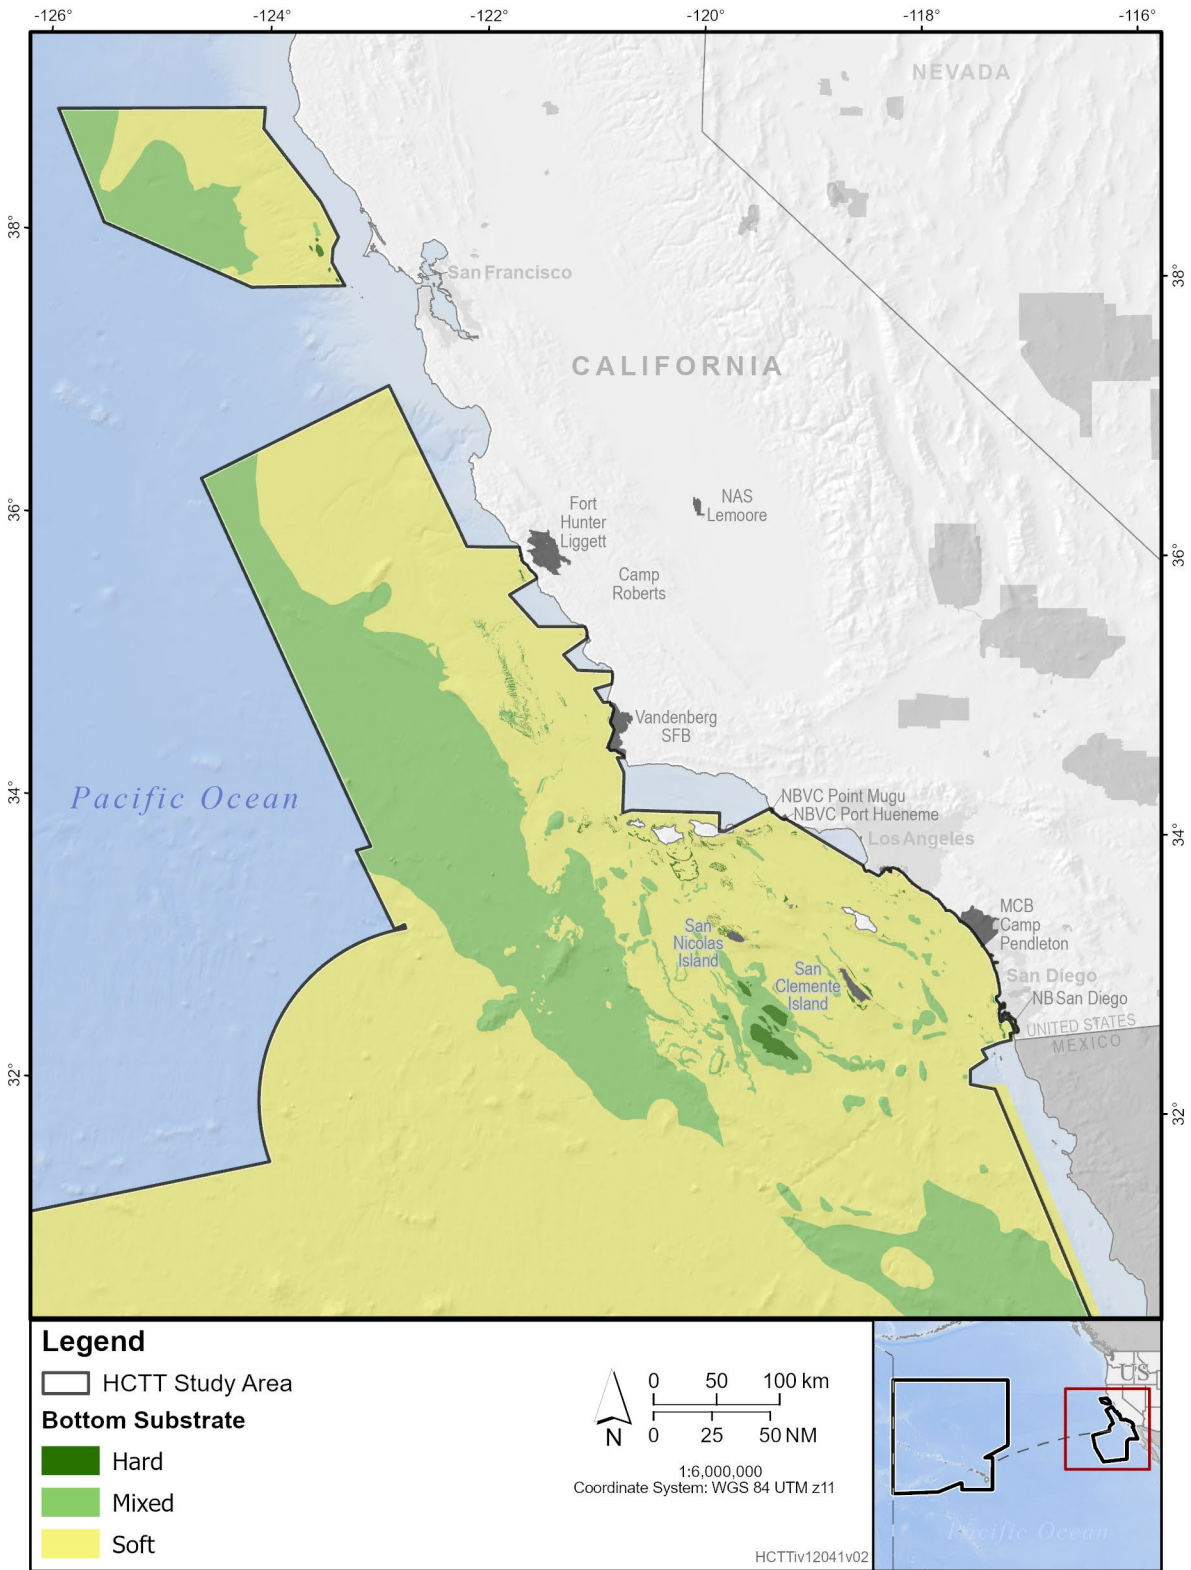 -126°
-124°
-122°
-120°
-118°
-116°
NEVADA
38°
San Francisco
38°
CALIFORNIA
36°
Fort
Hunter
Liggett
NAS
Lemoore
36°
Camp
Roberts
Vandenberg
SFB
Pacific Ocean
34°
NBVC Point Mugu
NBVC Port Hueneme
Los Angeles
34°
MCB
Camp
Pendleton
San
Nicolas
Island
San
Clemente
Island
San Diego
NB San Diego
UNITED STATES
MEXICO
32°
32°
Legend
HCTT Study Area
Bottom Substrate
Hard
Mixed
Soft
N
0 50 100 km
0 25 50 NM
1:6,000,000
Coordinate System: WGS 84 UTM z11
HCTTiv12041v02
US
Pacific Ocean